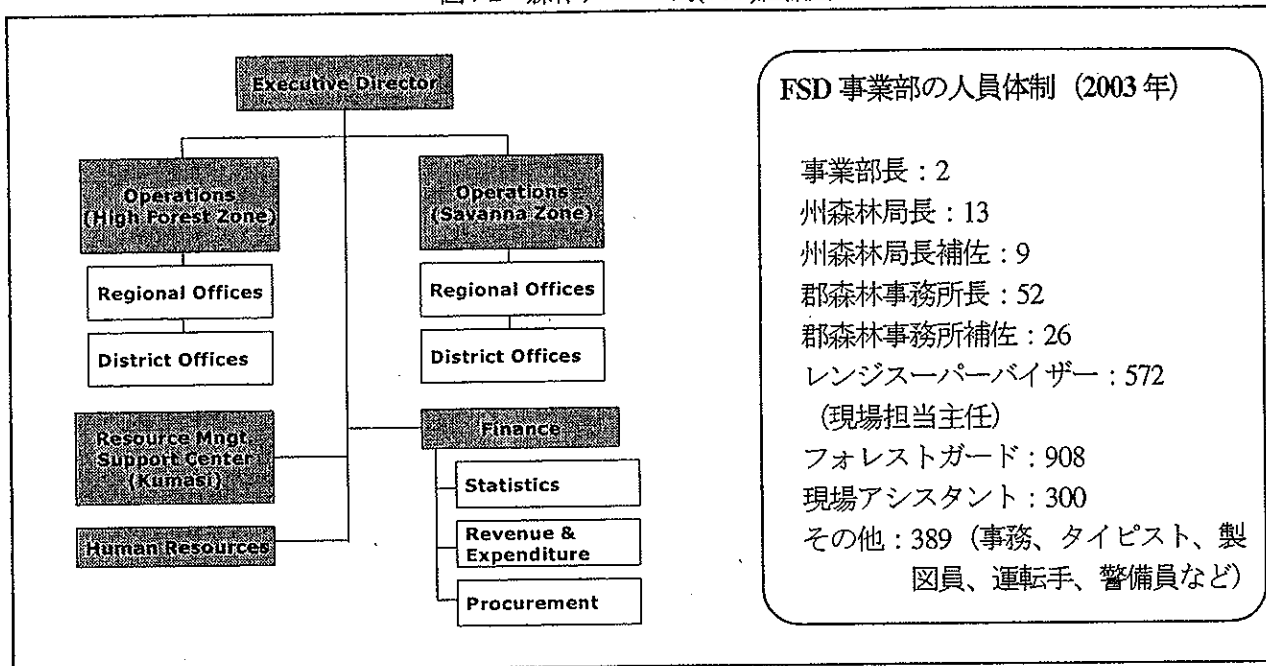 Executive Director
Operations
(High Forest Zone)
Regional Offices
District Offices
Operations
(Savanna Zone)
Regional Offices
District Offices
Resource Mngt.
Support Center
(Kumasi)
Human Resources
Finance
Statistics
Revenue &
Expenditure
Procurement
FSD 事業部の人員体制（2003 年）
事業部長：2
州森林局長：13
州森林局長補佐：9
郡森林事務所長：52
郡森林事務所補佐：26
レンジスーパーバイザー：572
（現場担当主任）
フォレストガード：908
現場アシスタント：300
その他：389（事務、タイピスト、製
図員、運転手、警備員など）